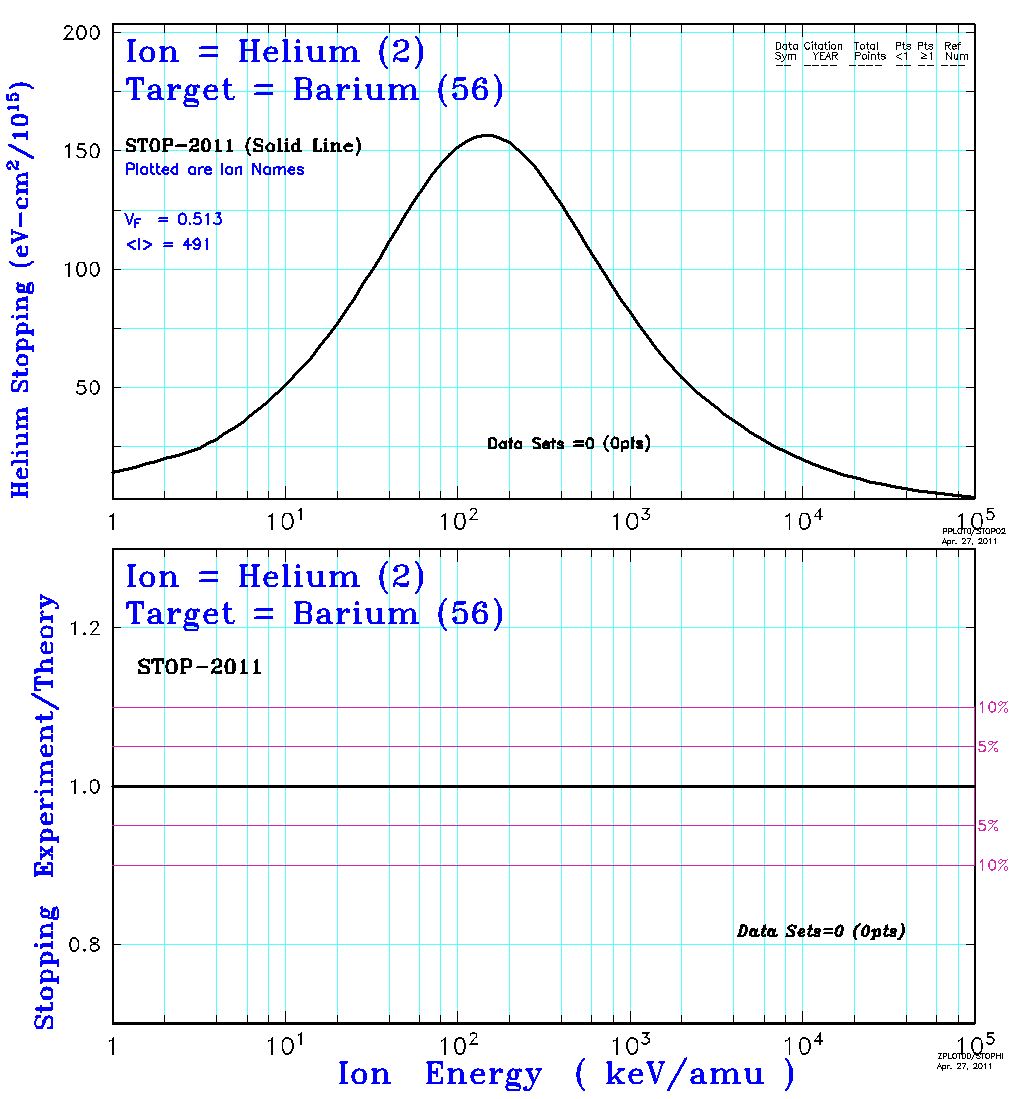 200
150
100
50
Helium Stopping (eV-cm²/10¹⁵)
Ion = Helium (2)
Target = Barium (56)
STOP-2011 (Solid Line)
Plotted are Ion Names
V_F = 0.513
<I> = 491
Data Citation Total Pts Pts Ref
Sym YEAR Points <1 ≥1 Num
Data Sets =0 (0pts)
1 10¹ 10² 10³ 10⁴ 10⁵
PPLOT0/STOP02
Apr. 27, 2011
Ion = Helium (2)
Target = Barium (56)
STOP-2011
1.2
1.0
0.8
Stopping Experiment/Theory
10%
5%
5%
10%
Data Sets=0 (0pts)
1 10¹ 10² 10³ 10⁴ 10⁵
Apr. 27, 2011
Ion Energy ( keV/amu )